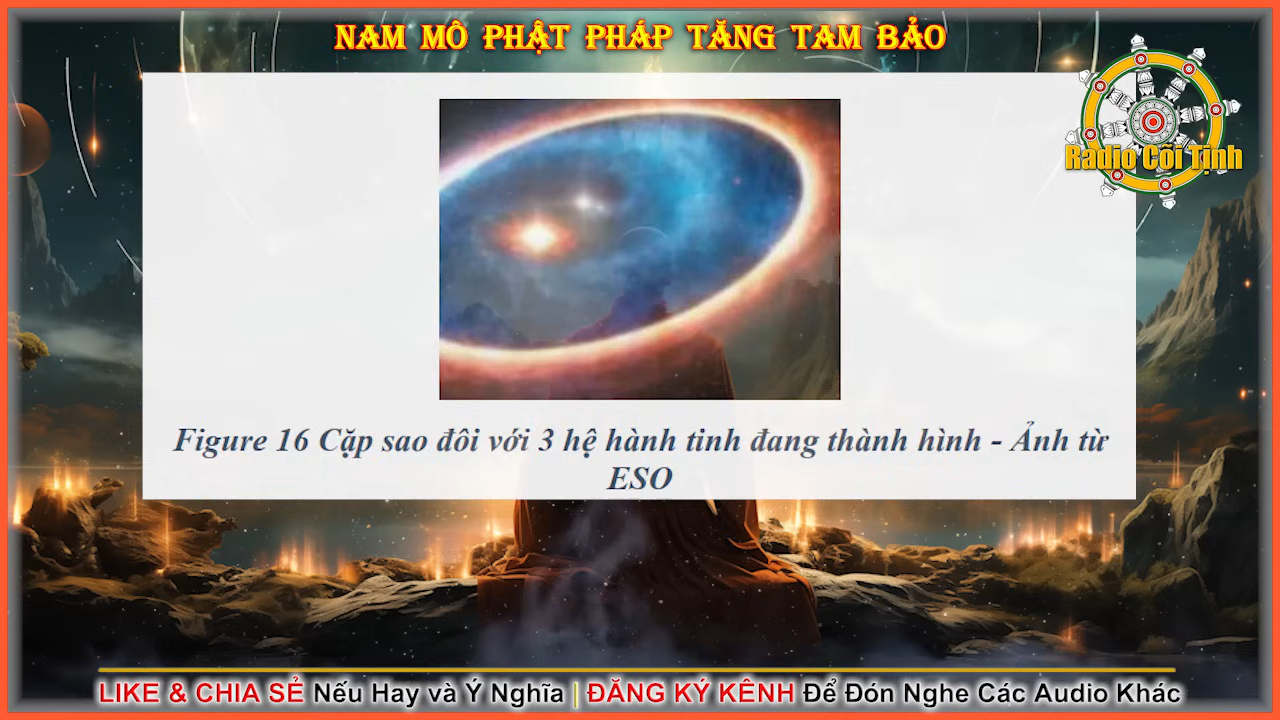 NAM MÔ PHẬT PHÁP TĂNG TAM BẢO
Radio Cõi Tịnh
Figure 16 Cặp sao đôi với 3 hệ hành tinh đang thành hình - Ảnh từ
ESO
LIKE & CHIA SẺ Nếu Hay và Ý Nghĩa | ĐĂNG KÝ KÊNH Để Đón Nghe Các Audio Khác